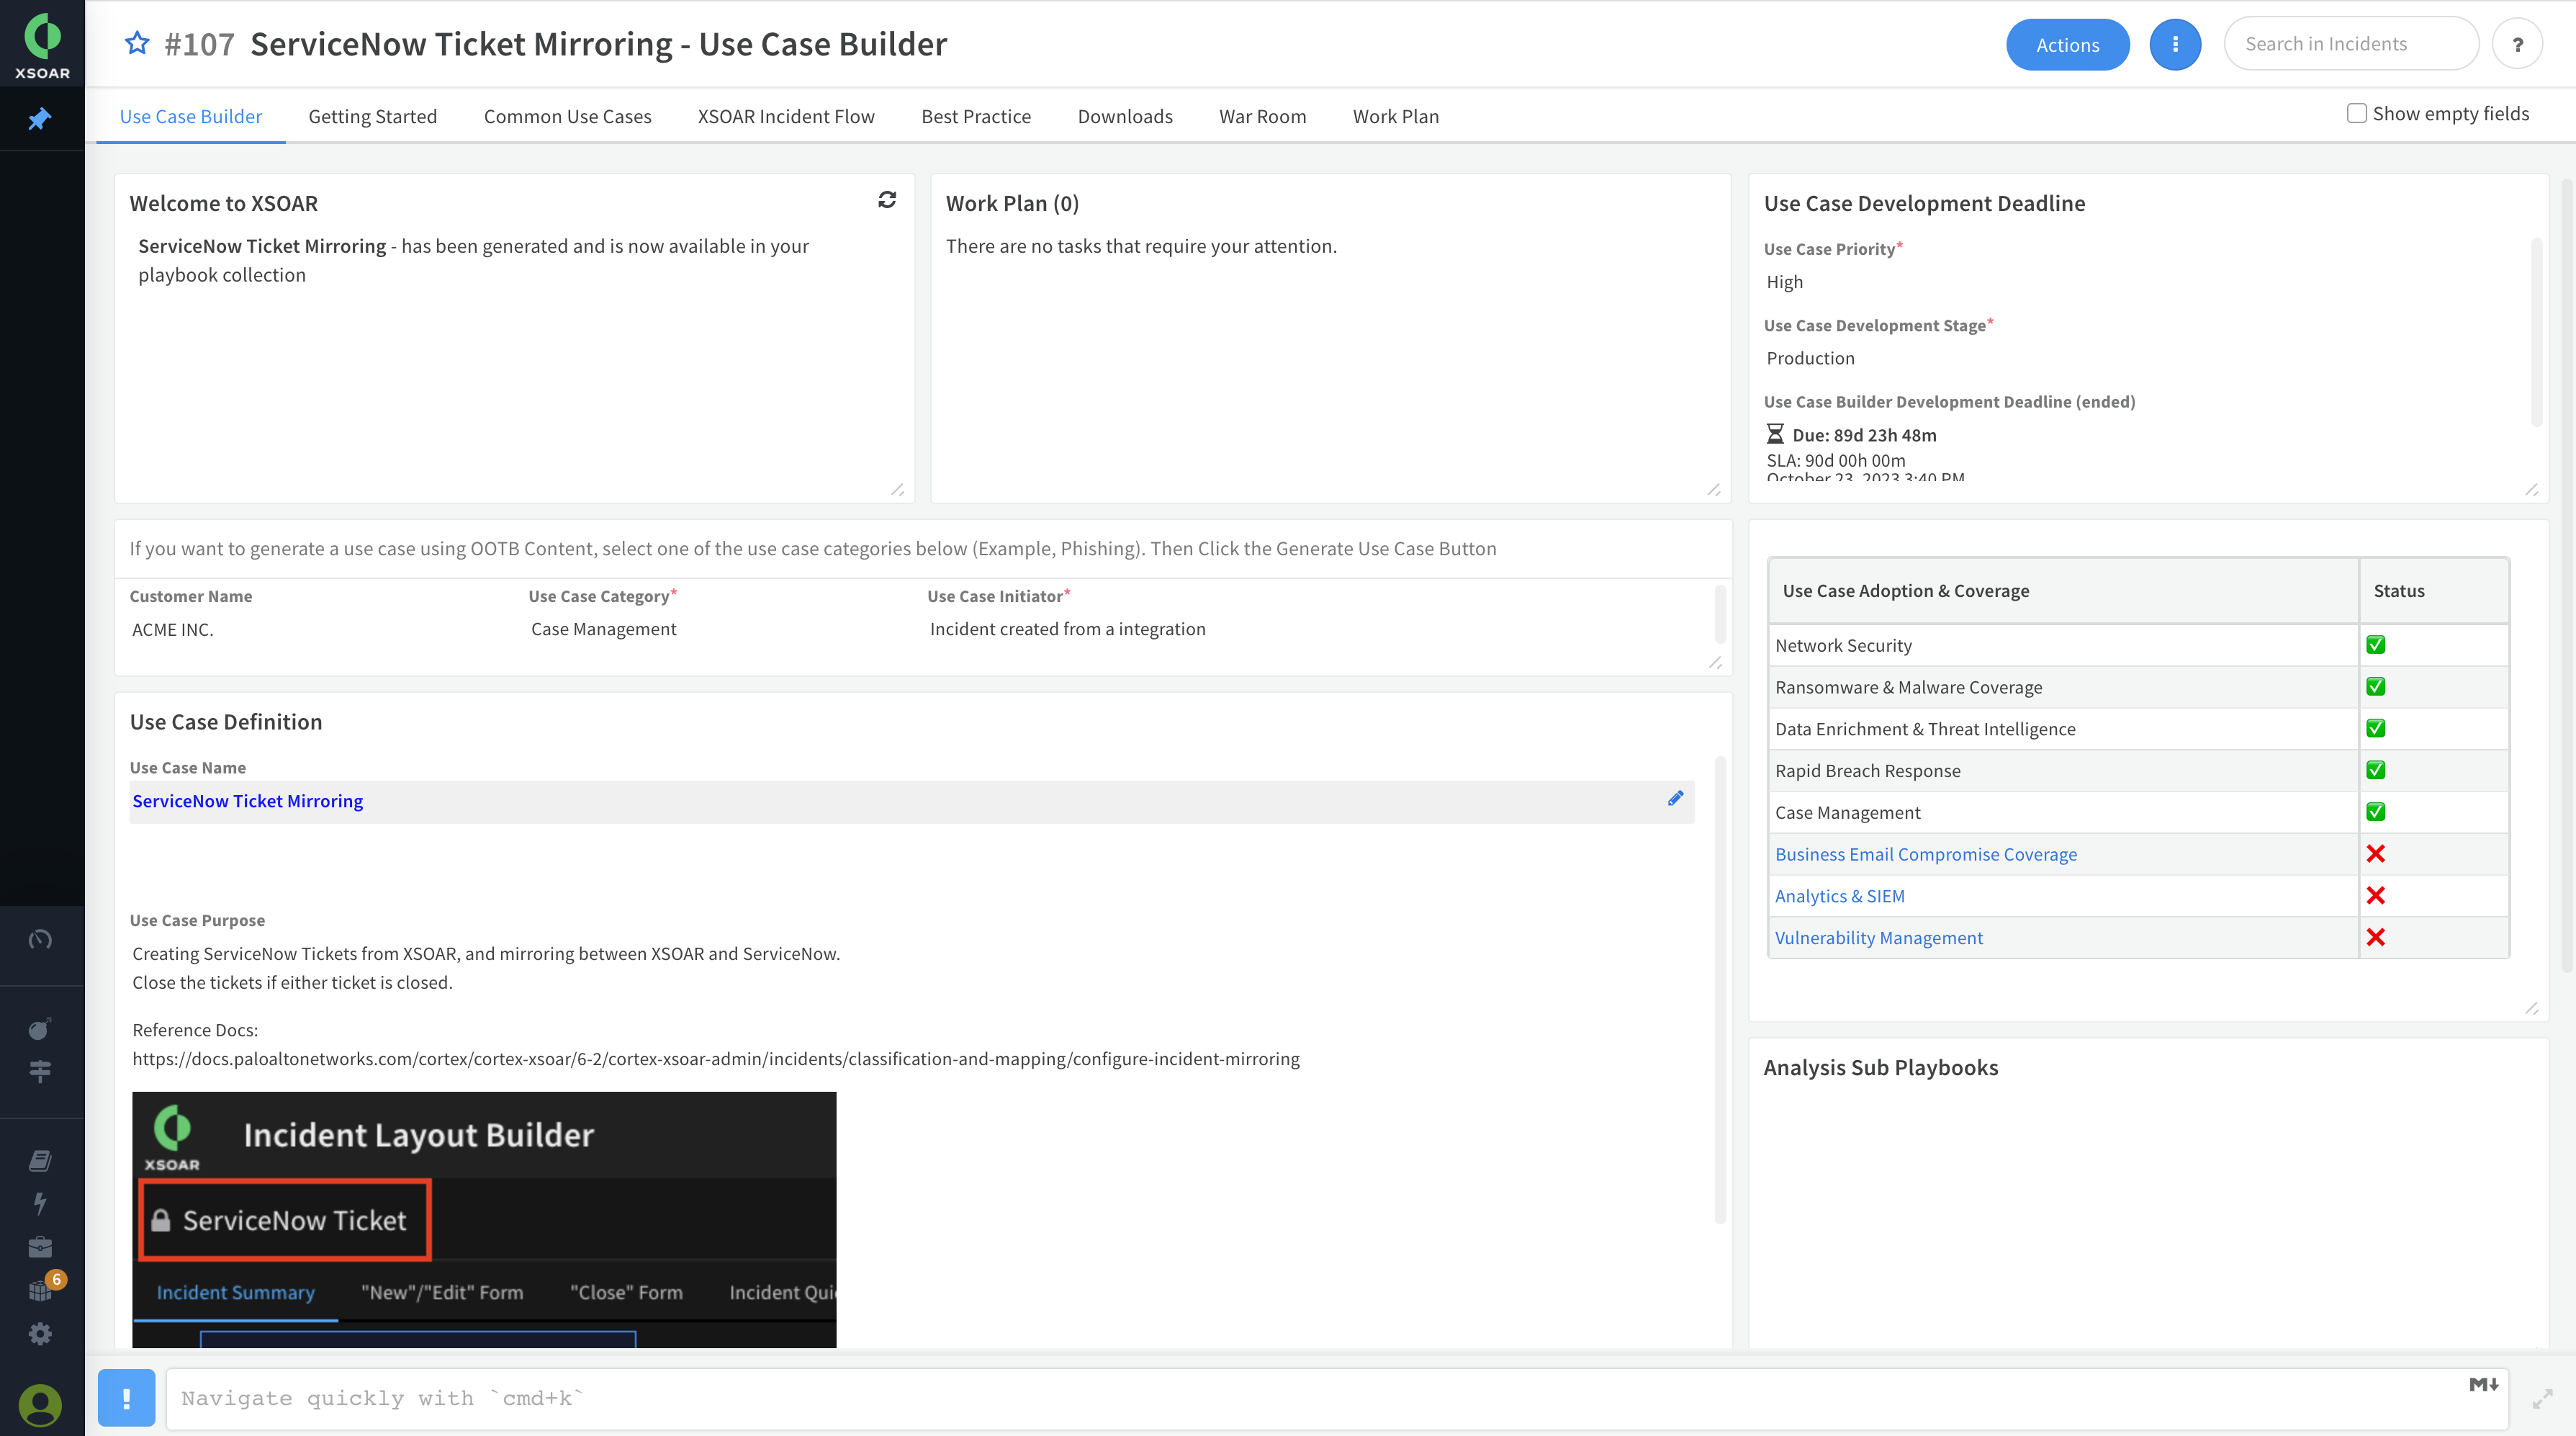 XSOAR
#107 ServiceNow Ticket Mirroring - Use Case Builder
Actions
Search in Incidents
?
Use Case Builder
Getting Started
Common Use Cases
XSOAR Incident Flow
Best Practice
Downloads
War Room
Work Plan
Show empty fields
Welcome to XSOAR
ServiceNow Ticket Mirroring - has been generated and is now available in your
playbook collection
Work Plan (0)
There are no tasks that require your attention.
Use Case Development Deadline
Use Case Priority*
High
Use Case Development Stage*
Production
Use Case Builder Development Deadline (ended)
Due: 89d 23h 48m
SLA: 90d 00h 00m
October 23, 2023 3:40 PM
If you want to generate a use case using OOTB Content, select one of the use case categories below (Example, Phishing). Then Click the Generate Use Case Button
Customer Name
ACME INC.
Use Case Category*
Case Management
Use Case Initiator*
Incident created from a integration
Use Case Adoption & Coverage
Status
Network Security
Ransomware & Malware Coverage
Data Enrichment & Threat Intelligence
Rapid Breach Response
Case Management
Business Email Compromise Coverage
Analytics & SIEM
Vulnerability Management
Use Case Definition
Use Case Name
ServiceNow Ticket Mirroring
Use Case Purpose
Creating ServiceNow Tickets from XSOAR, and mirroring between XSOAR and ServiceNow.
Close the tickets if either ticket is closed.
Reference Docs:
https://docs.paloaltonetworks.com/cortex/cortex-xsoar/6-2/cortex-xsoar-admin/incidents/classification-and-mapping/configure-incident-mirroring
XSOAR
Incident Layout Builder
ServiceNow Ticket
Incident Summary
"New"/"Edit" Form
"Close" Form
Incident Qui
Analysis Sub Playbooks
6
!
Navigate quickly with `cmd+k`
M